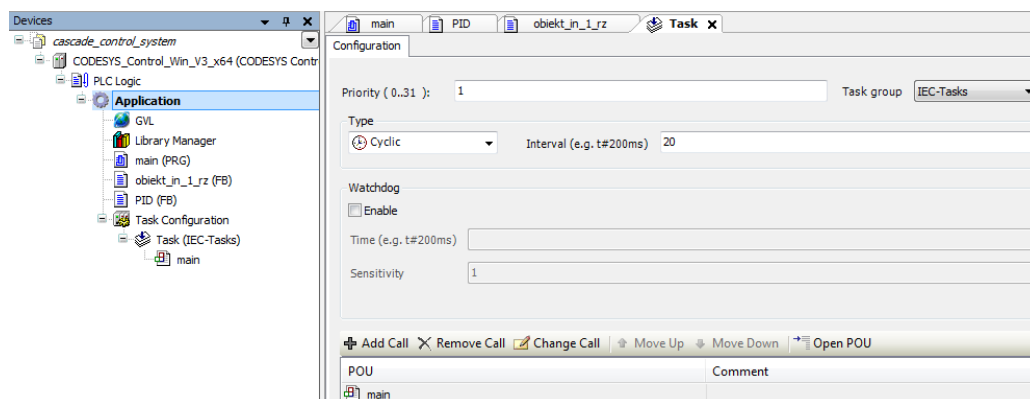 Devices
cascade_control_system
CODESYS_Control_Win_V3_x64 (CODESYS Contr
PLC Logic
Application
GVL
Library Manager
main (PRG)
obiekt_in_1_rz (FB)
PID (FB)
Task Configuration
Task (IEC-Tasks)
main
main PID obiekt_in_1_rz Task
Configuration
Priority ( 0..31 ): 1 Task group IEC-Tasks
Type
Cyclic Interval (e.g. t#200ms) 20
Watchdog
Enable
Time (e.g. t#200ms)
Sensitivity 1
Add Call Remove Call Change Call Move Up Move Down Open POU
POU Comment
main